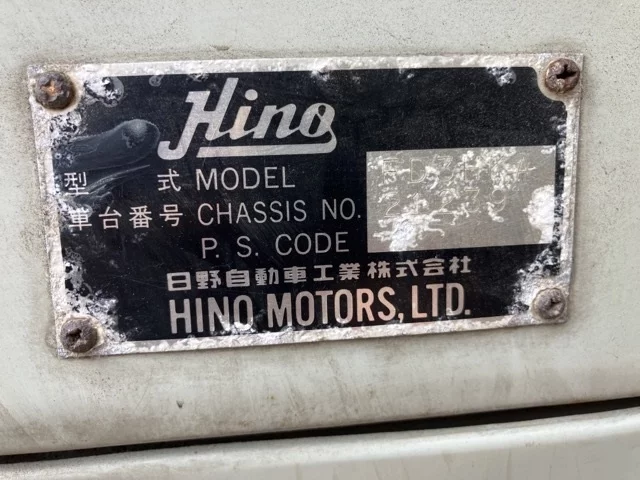 Hino
型 式 MODEL
車台番号 CHASSIS NO.
P. S. CODE
日野自動車工業株式会社
HINO MOTORS, LTD.